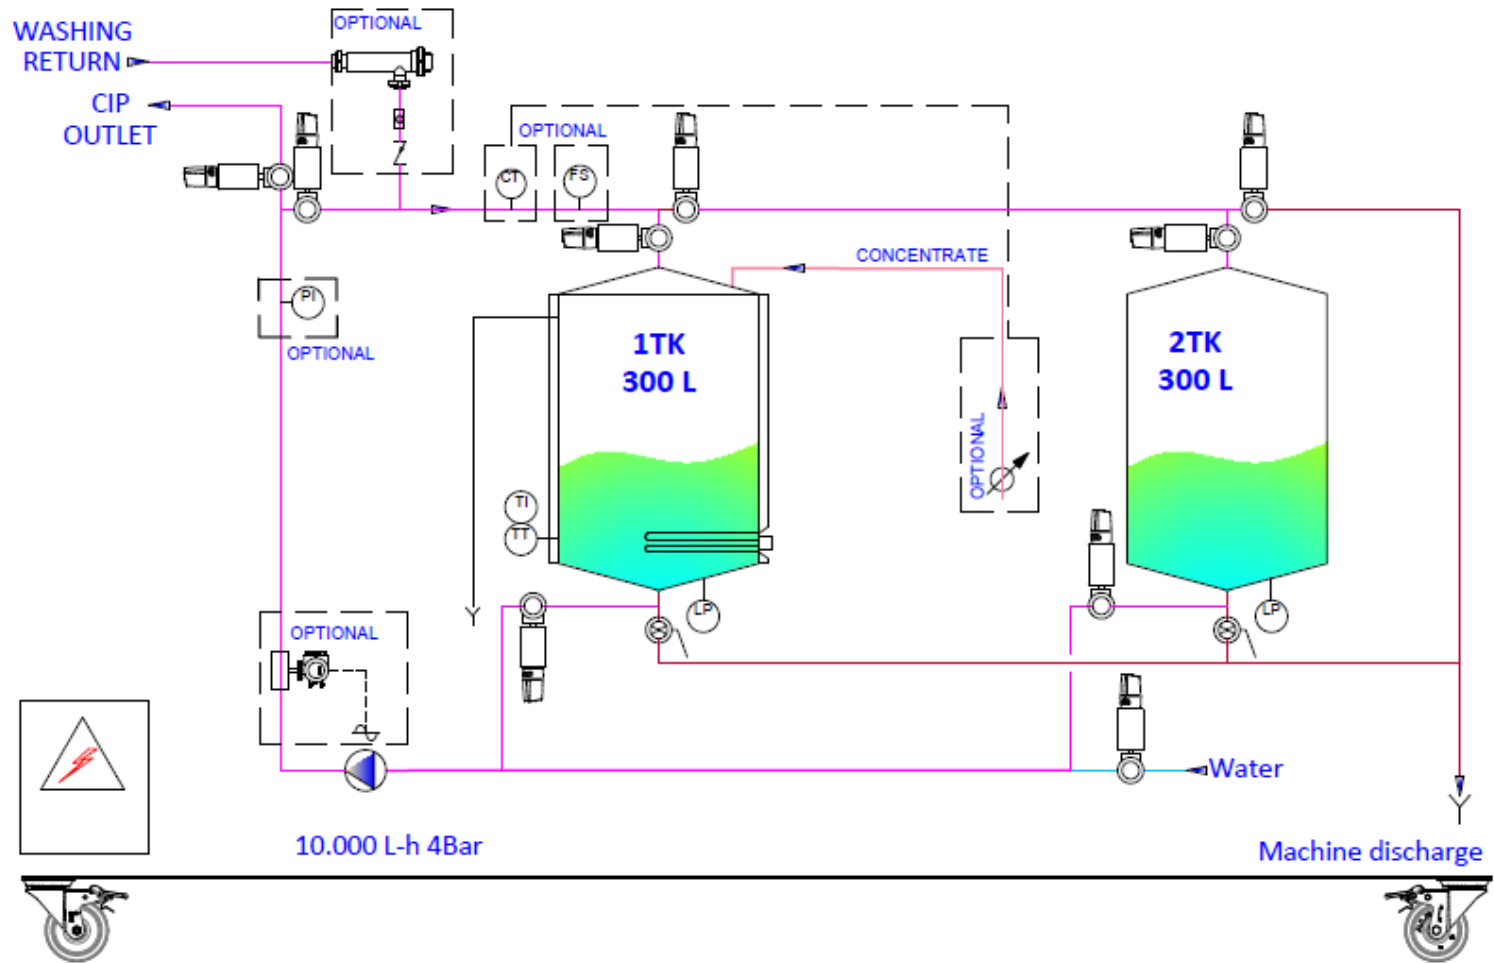 WASHING
RETURN
OPTIONAL
CIP
OUTLET
OPTIONAL
CT
FS
CONCENTRATE
PI
OPTIONAL
1TK
300 L
2TK
300 L
OPTIONAL
TI
TT
LP
LP
OPTIONAL
Water
10.000 L-h 4Bar
Machine discharge